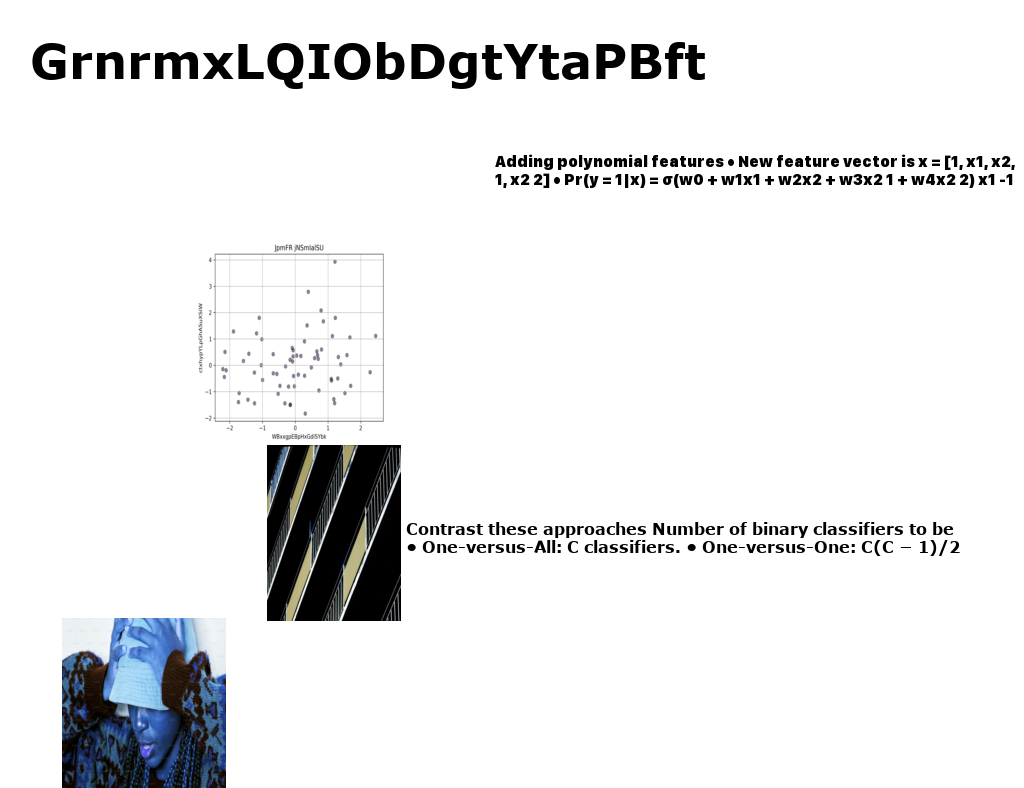 GrnrmxLQIObDgtYtaPBft
Adding polynomial features • New feature vector is x = [1, x1, x2,
1, x2 2] • Pr(y = 1|x) = σ(w0 + w1x1 + w2x2 + w3x2 1 + w4x2 2) x1 -1
JpmFR jNSmlalSU
4
3
2
1
0
−1
−2
−2 −1 0 1 2
Contrast these approaches Number of binary classifiers to be
• One-versus-All: C classifiers. • One-versus-One: C(C − 1)/2